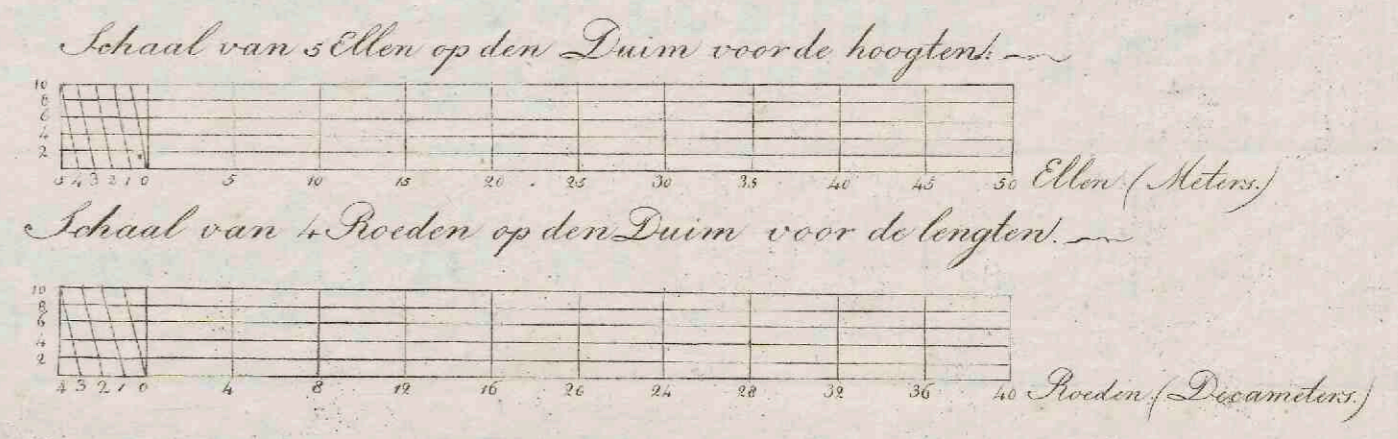 Schaal van 5 Ellen op den Duim voor de hoogten.
10
8
6
4
2
5 4 3 2 1 0 5 10 15 20 25 30 35 40 45 50 Ellen (Meters.)
Schaal van 4 Roeden op den Duim voor de lengten.
10
8
6
4
2
4 3 2 1 0 4 8 12 16 26 24 28 32 36 40 Roeden (Decameters.)